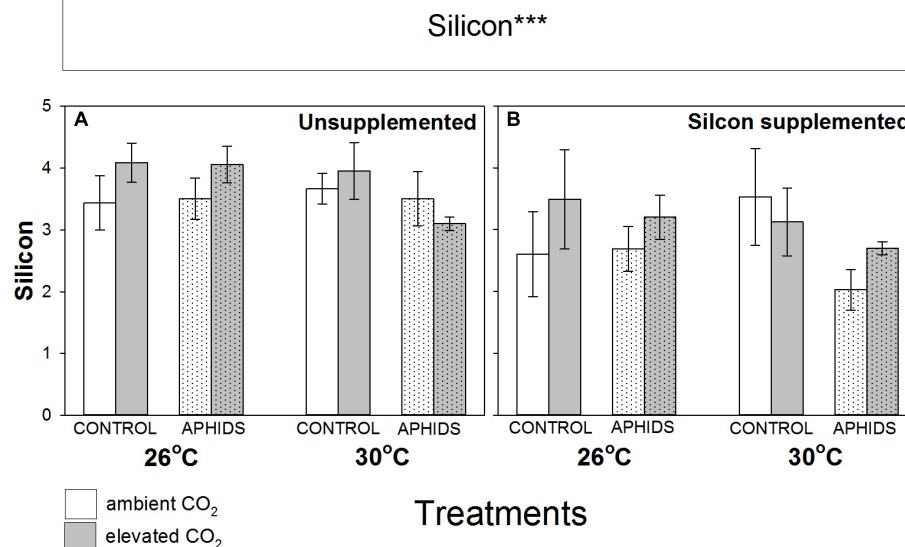 Silicon***
A Unsupplemented
B Silcon supplemented
5
4
3
2
1
0
Silicon
CONTROL APHIDS CONTROL APHIDS CONTROL APHIDS CONTROL APHIDS
26°C 30°C 26°C 30°C
ambient CO₂
elevated CO₂
Treatments